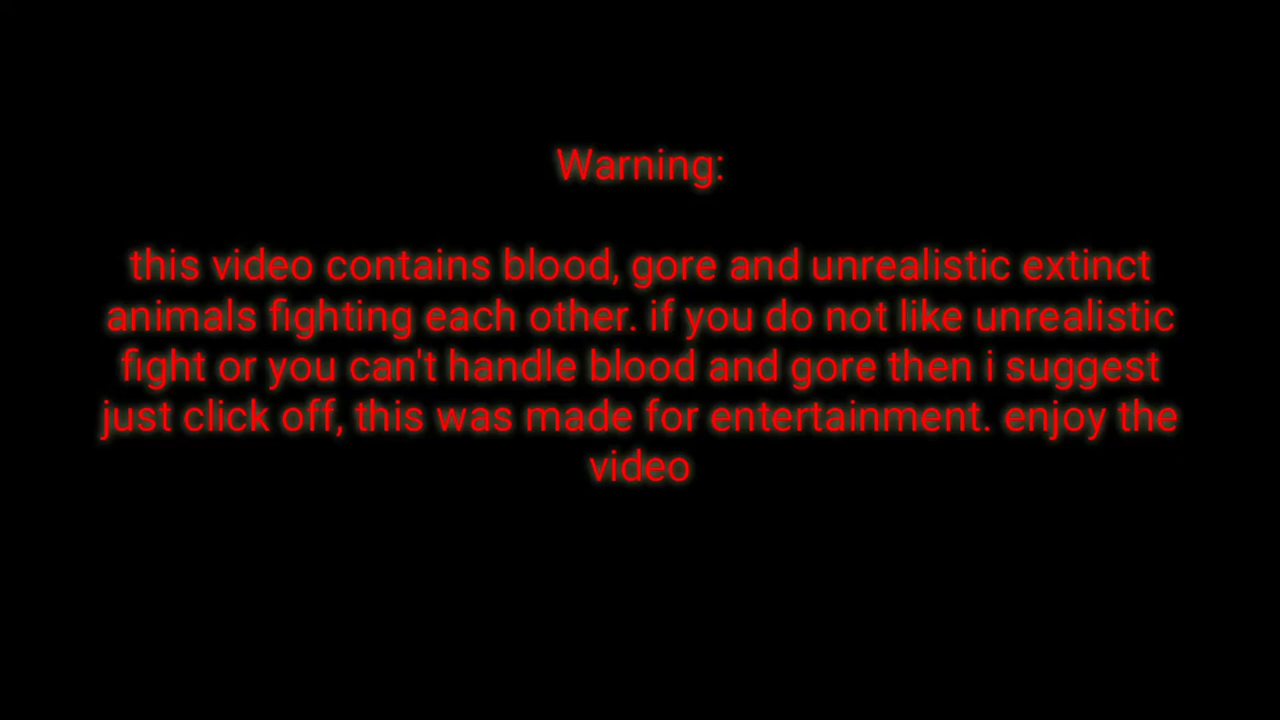 Warning:
this video contains blood, gore and unrealistic extinct
animals fighting each other. if you do not like unrealistic
fight or you can't handle blood and gore then i suggest
just click off, this was made for entertainment. enjoy the
video